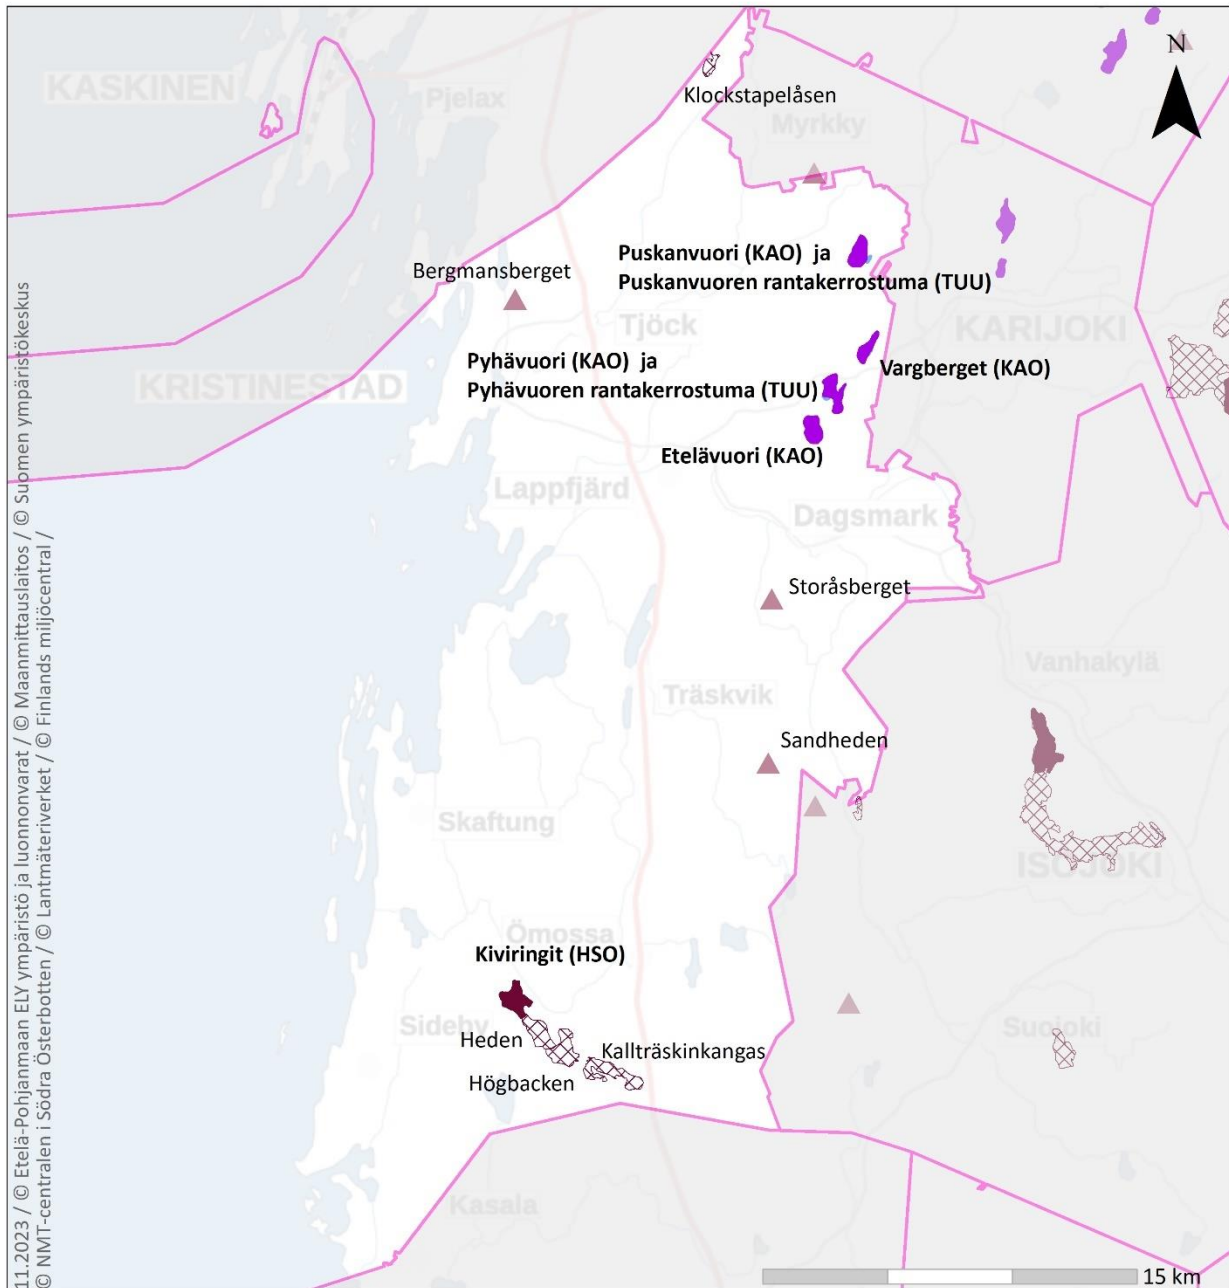 N
KASKINEN
Pjelax
Klockstapelåsen
Myrkky
Puskanvuori (KAO) ja
Puskanvuoren rantakerrostuma (TUU)
Bergmansberget
Tjöck
KARIJOKI
Pyhävuori (KAO) ja
Pyhävuoren rantakerrostuma (TUU)
Vargberget (KAO)
KRISTINESTAD
Etelävuori (KAO)
Lappfjärd
Dagsmark
Storåsberget
Vanhakylä
Träskvik
Sandheden
Skaftung
ISOJOKI
Ömossa
Kiviringit (HSO)
Sideby
Suojoki
Heden
Kallträskinkangas
Högbacken
Kasala
15 km
11.2023 / © Etelä-Pohjanmaan ELY ympäristö ja luonnonvarat / © Maanmittauslaitos / © Suomen ympäristökeskus
© NMT-centralen i Södra Österbotten / © Lantmäteriverket / © Finlands miljöcentral /